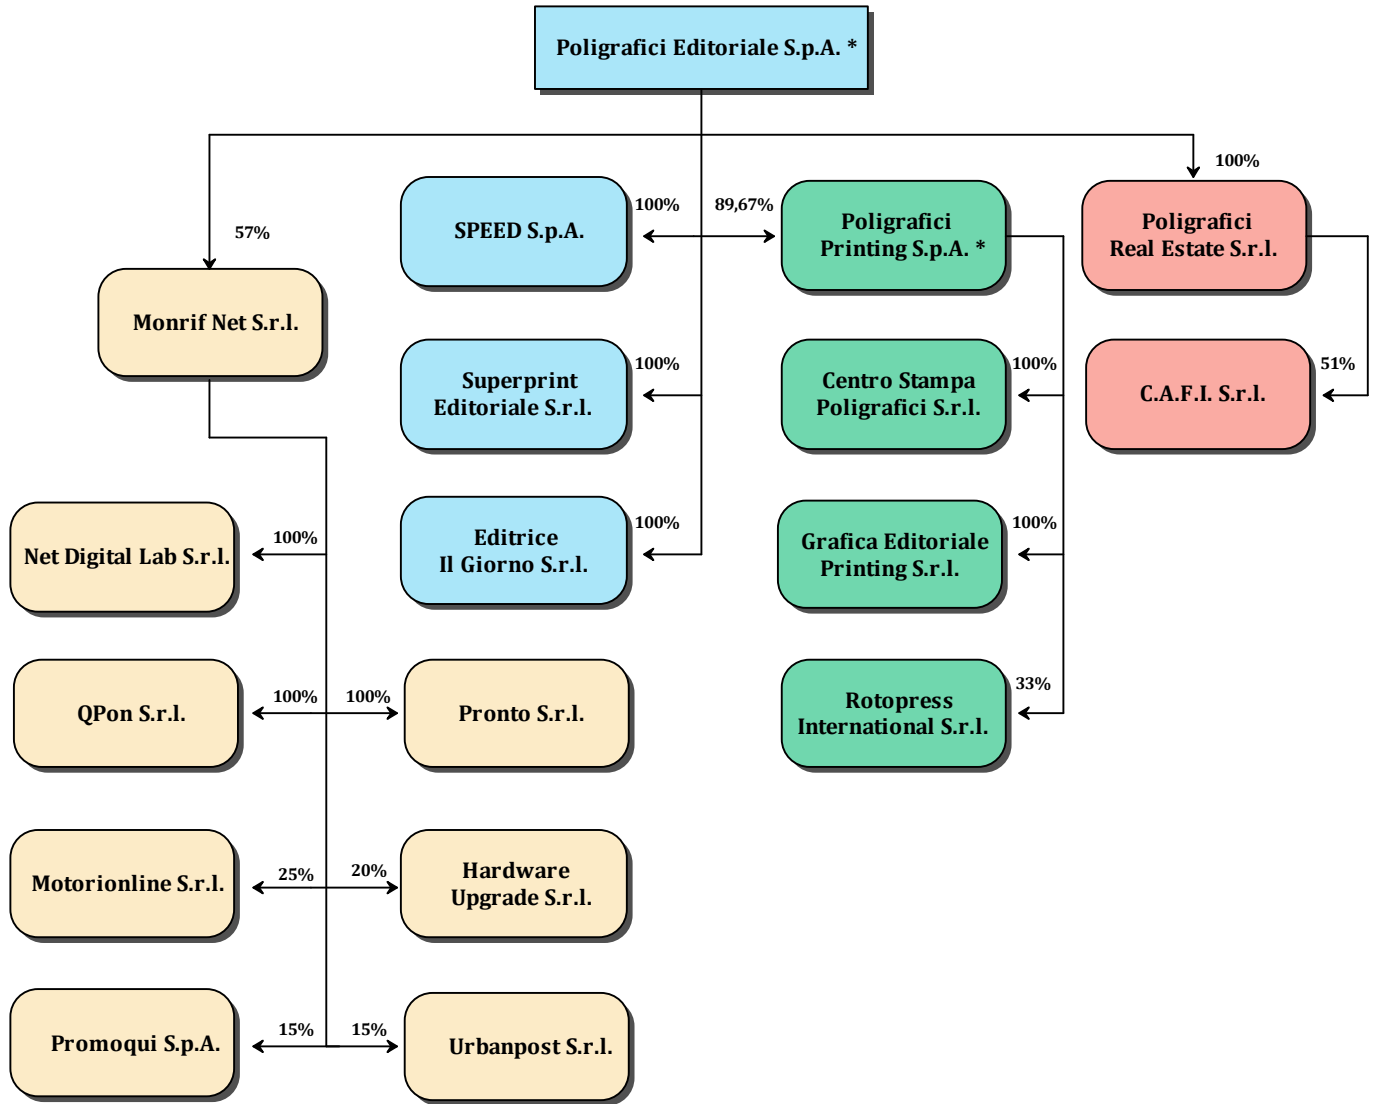 Poligrafici Editoriale S.p.A. *
100%
57%
SPEED S.p.A.
100%
89,67%
Poligrafici
Printing S.p.A. *
Poligrafici
Real Estate S.r.l.
Monrif Net S.r.l.
Superprint
Editoriale S.r.l.
100%
Centro Stampa
Poligrafici S.r.l.
100%
C.A.F.I. S.r.l.
51%
Net Digital Lab S.r.l.
100%
Editrice
Il Giorno S.r.l.
100%
Grafica Editoriale
Printing S.r.l.
100%
QPon S.r.l.
100%
100%
Pronto S.r.l.
Rotopress
International S.r.l.
33%
Motorionline S.r.l.
25%
20%
Hardware
Upgrade S.r.l.
Promoqui S.p.A.
15%
15%
Urbanpost S.r.l.